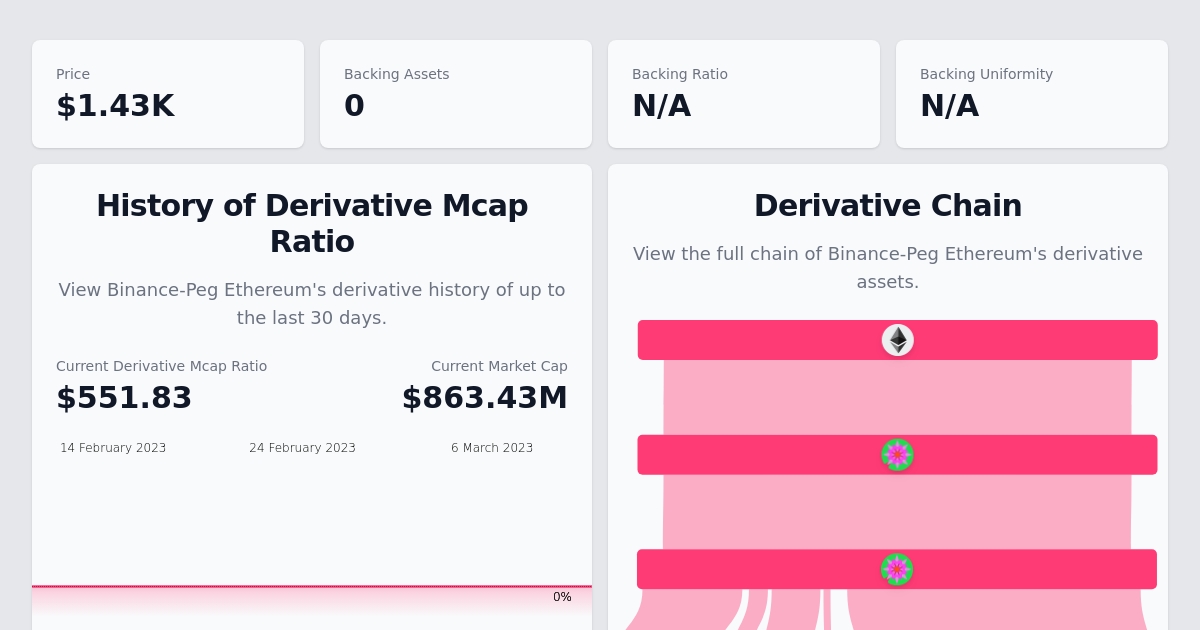 Price
$1.43K
Backing Assets
0
Backing Ratio
N/A
Backing Uniformity
N/A
History of Derivative Mcap
Ratio
View Binance-Peg Ethereum's derivative history of up to
the last 30 days.
Current Derivative Mcap Ratio
$551.83
Current Market Cap
$863.43M
14 February 2023
24 February 2023
6 March 2023
0%
Derivative Chain
View the full chain of Binance-Peg Ethereum's derivative
assets.